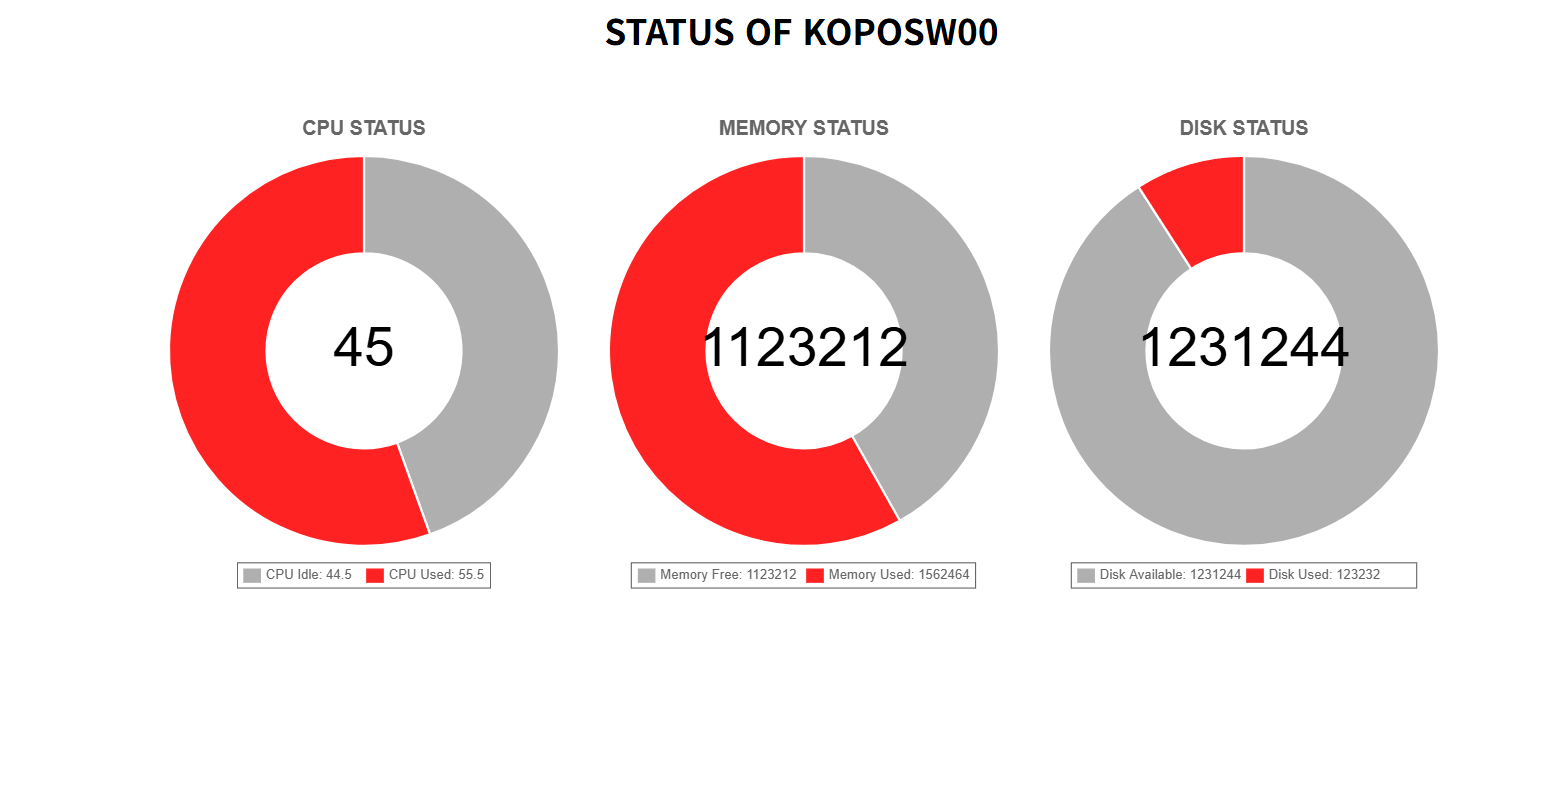 STATUS OF KOPOSW00
CPU STATUS
45
CPU Idle: 44.5 CPU Used: 55.5
MEMORY STATUS
1123212
Memory Free: 1123212 Memory Used: 1562464
DISK STATUS
1231244
Disk Available: 1231244 Disk Used: 123232